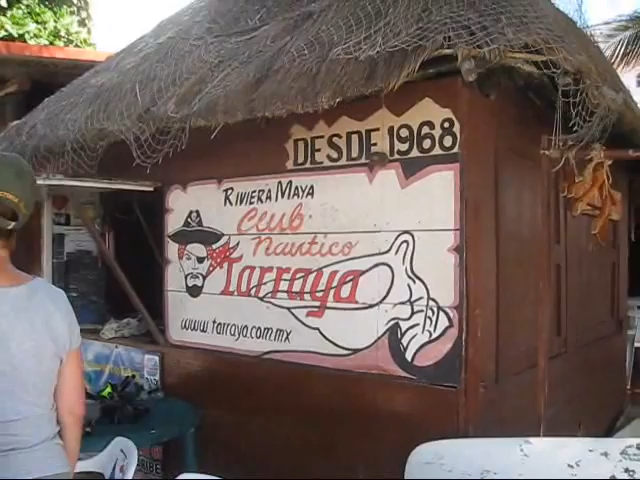 DESDE 1968
RIVIERA MAYA
Club
Nautico
Tarraya
www.tarraya.com.mx